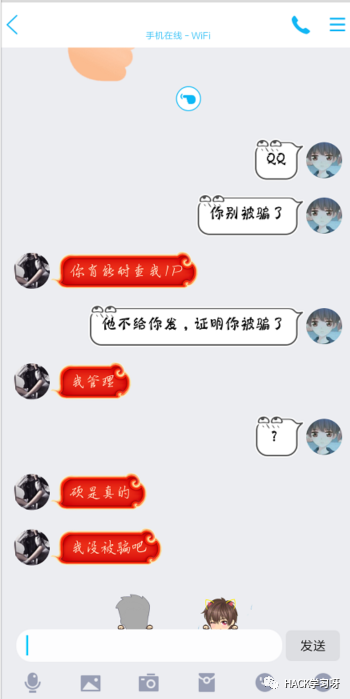 手机在线 - WiFi
QQ
你别被骗了
你有能耐查我IP
他不给你发，证明你被骗了
我管理
?
硕是真的
我没被骗吧
发送
HACK学习呀